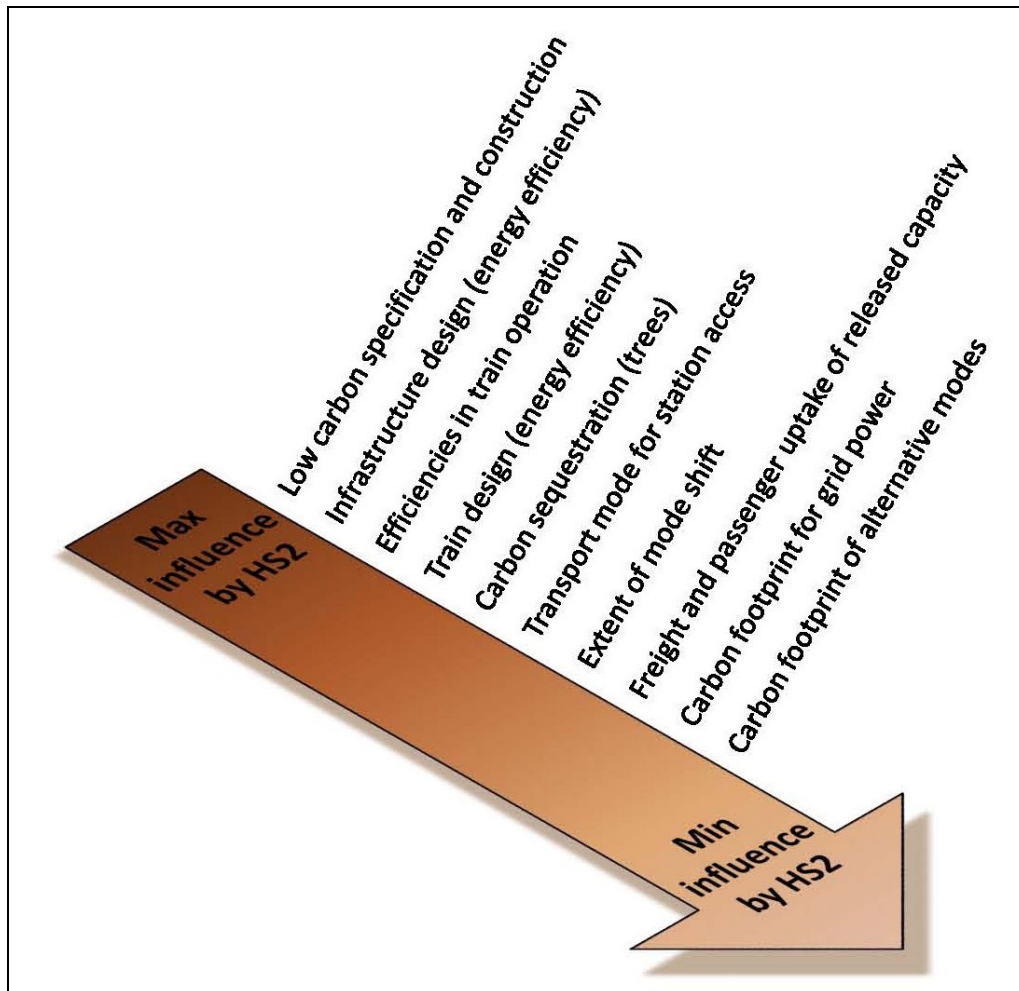 Low carbon specification and construction
Infrastructure design (energy efficiency)
Efficiencies in train operation
Train design (energy efficiency)
Carbon sequestration (trees)
Transport mode for station access
Extent of mode shift
Freight and passenger uptake of released capacity
Carbon footprint for grid power
Carbon footprint of alternative modes
Max
influence
by HS2
Min
influence
by HS2